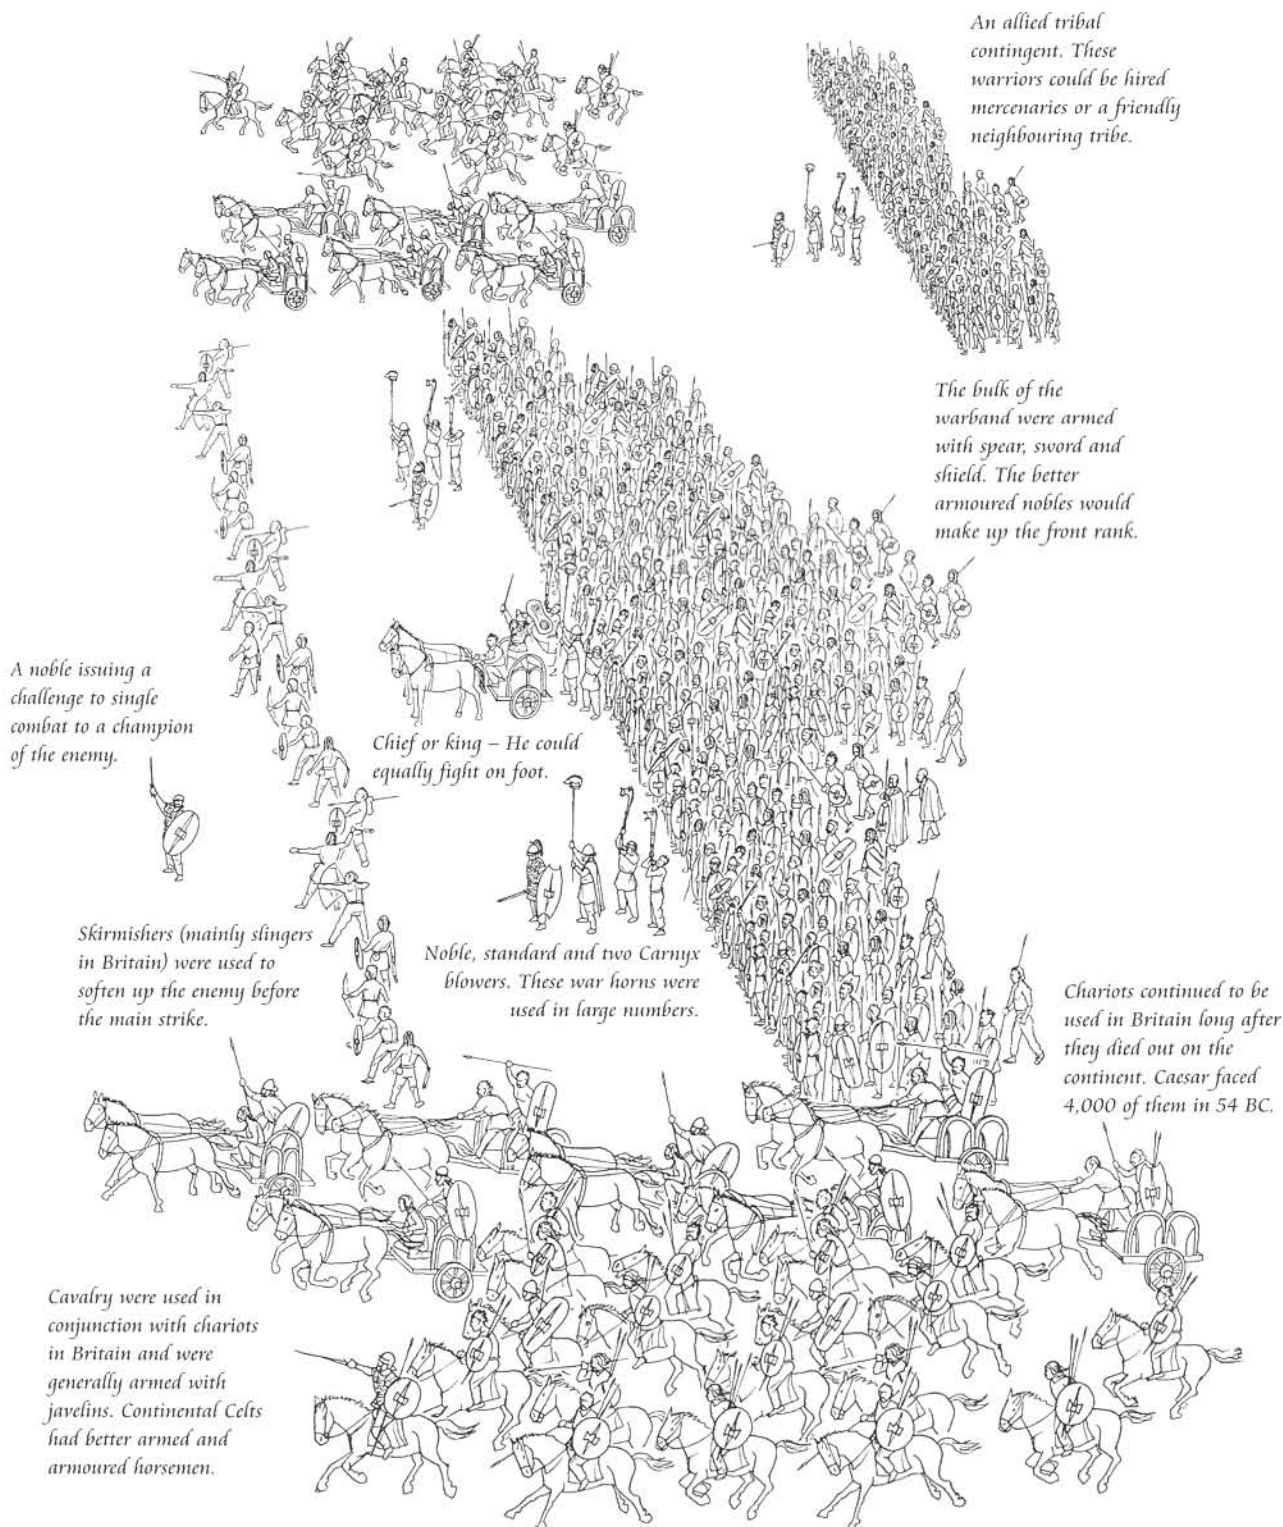 An allied tribal
contingent. These
warriors could be hired
mercenaries or a friendly
neighbouring tribe.
The bulk of the
warband were armed
with spear, sword and
shield. The better
armoured nobles would
make up the front rank.
A noble issuing a
challenge to single
combat to a champion
of the enemy.
Chief or king – He could
equally fight on foot.
Skirmishers (mainly slingers
in Britain) were used to
soften up the enemy before
the main strike.
Noble, standard and two Carnyx
blowers. These war horns were
used in large numbers.
Chariots continued to be
used in Britain long after
they died out on the
continent. Caesar faced
4,000 of them in 54 BC.
Cavalry were used in
conjunction with chariots
in Britain and were
generally armed with
javelins. Continental Celts
had better armed and
armoured horsemen.